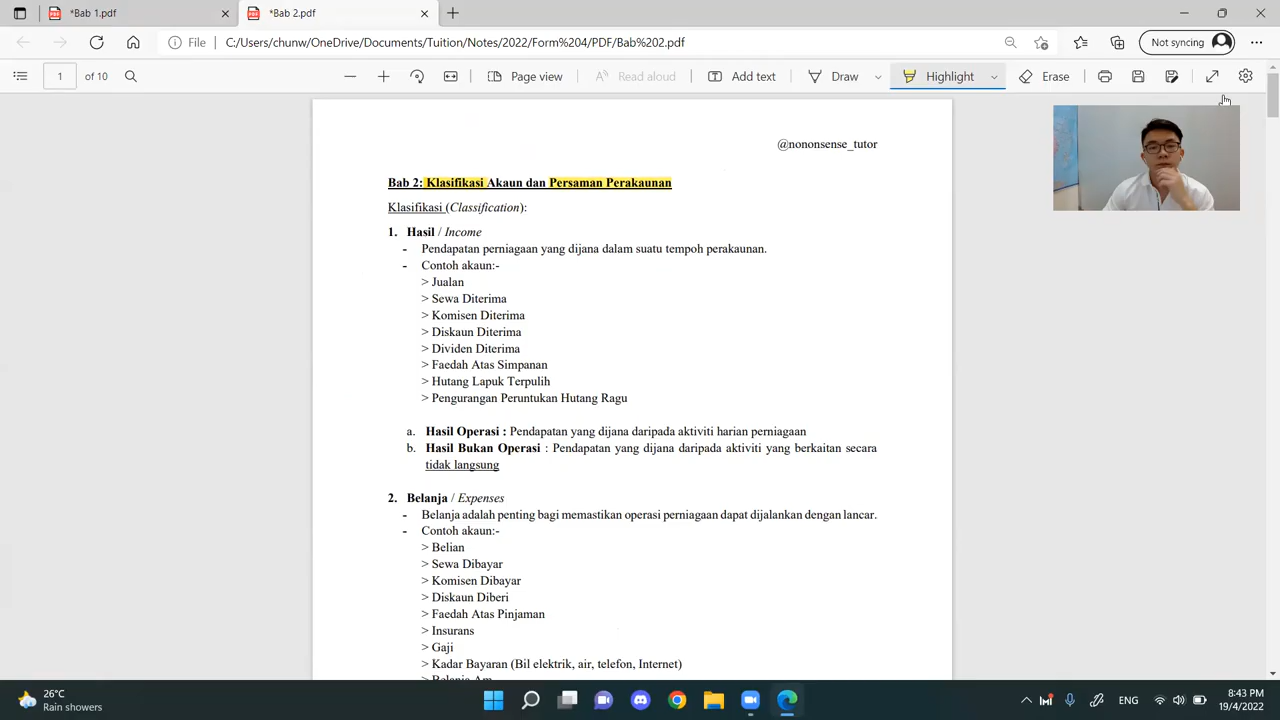 *Bab 1.pdf
*Bab 2.pdf
File
C:/Users/chunw/OneDrive/Documents/Tuition/Notes/2022/Form%204/PDF/Bab%202.pdf
Not syncing
1 of 10
Page view
Read aloud
Add text
Draw
Highlight
Erase
@nononsense_tutor
Bab 2: Klasifikasi Akaun dan Persaman Perakaunan
Klasifikasi (Classification):
1. Hasil / Income
- Pendapatan perniagaan yang dijana dalam suatu tempoh perakaunan.
- Contoh akaun:-
> Jualan
> Sewa Diterima
> Komisen Diterima
> Diskaun Diterima
> Dividen Diterima
> Faedah Atas Simpanan
> Hutang Lapuk Terpulih
> Pengurangan Peruntukan Hutang Ragu
a. Hasil Operasi : Pendapatan yang dijana daripada aktiviti harian perniagaan
b. Hasil Bukan Operasi : Pendapatan yang dijana daripada aktiviti yang berkaitan secara
tidak langsung
2. Belanja / Expenses
- Belanja adalah penting bagi memastikan operasi perniagaan dapat dijalankan dengan lancar.
- Contoh akaun:-
> Belian
> Sewa Dibayar
> Komisen Dibayar
> Diskaun Diberi
> Faedah Atas Pinjaman
> Insurans
> Gaji
> Kadar Bayaran (Bil elektrik, air, telefon, Internet)
> Belanja Am
26°C
Rain showers
ENG
8:43 PM
19/4/2022